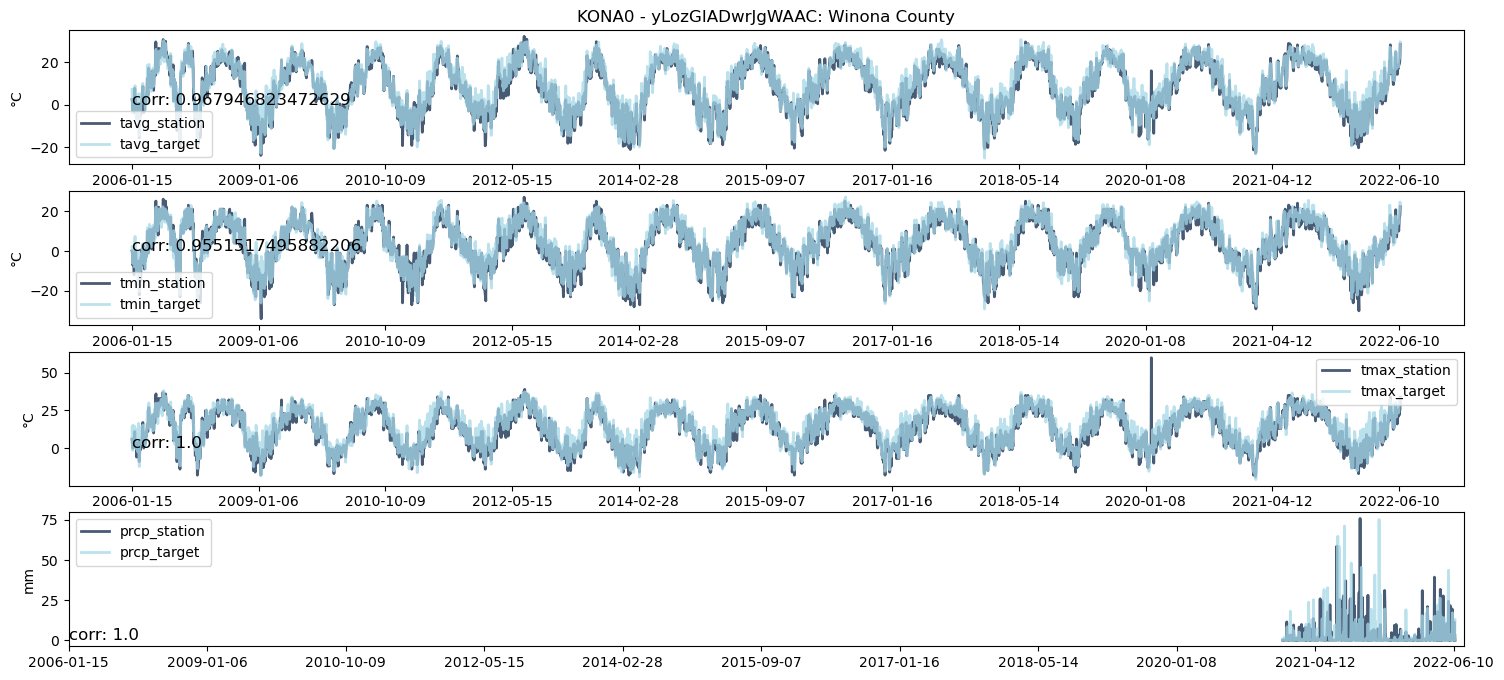 KONA0 - yLozGlADwrJgWAAC: Winona County
20
0
−20
°C
corr: 0.967946823472629
tavg_station
tavg_target
2006-01-15 2009-01-06 2010-10-09 2012-05-15 2014-02-28 2015-09-07 2017-01-16 2018-05-14 2020-01-08 2021-04-12 2022-06-10
20
0
−20
°C
corr: 0.9551517495882206
tmin_station
tmin_target
2006-01-15 2009-01-06 2010-10-09 2012-05-15 2014-02-28 2015-09-07 2017-01-16 2018-05-14 2020-01-08 2021-04-12 2022-06-10
50
25
0
°C
corr: 1.0
tmax_station
tmax_target
2006-01-15 2009-01-06 2010-10-09 2012-05-15 2014-02-28 2015-09-07 2017-01-16 2018-05-14 2020-01-08 2021-04-12 2022-06-10
75
50
25
0
mm
prcp_station
prcp_target
corr: 1.0
2006-01-15 2009-01-06 2010-10-09 2012-05-15 2014-02-28 2015-09-07 2017-01-16 2018-05-14 2020-01-08 2021-04-12 2022-06-10